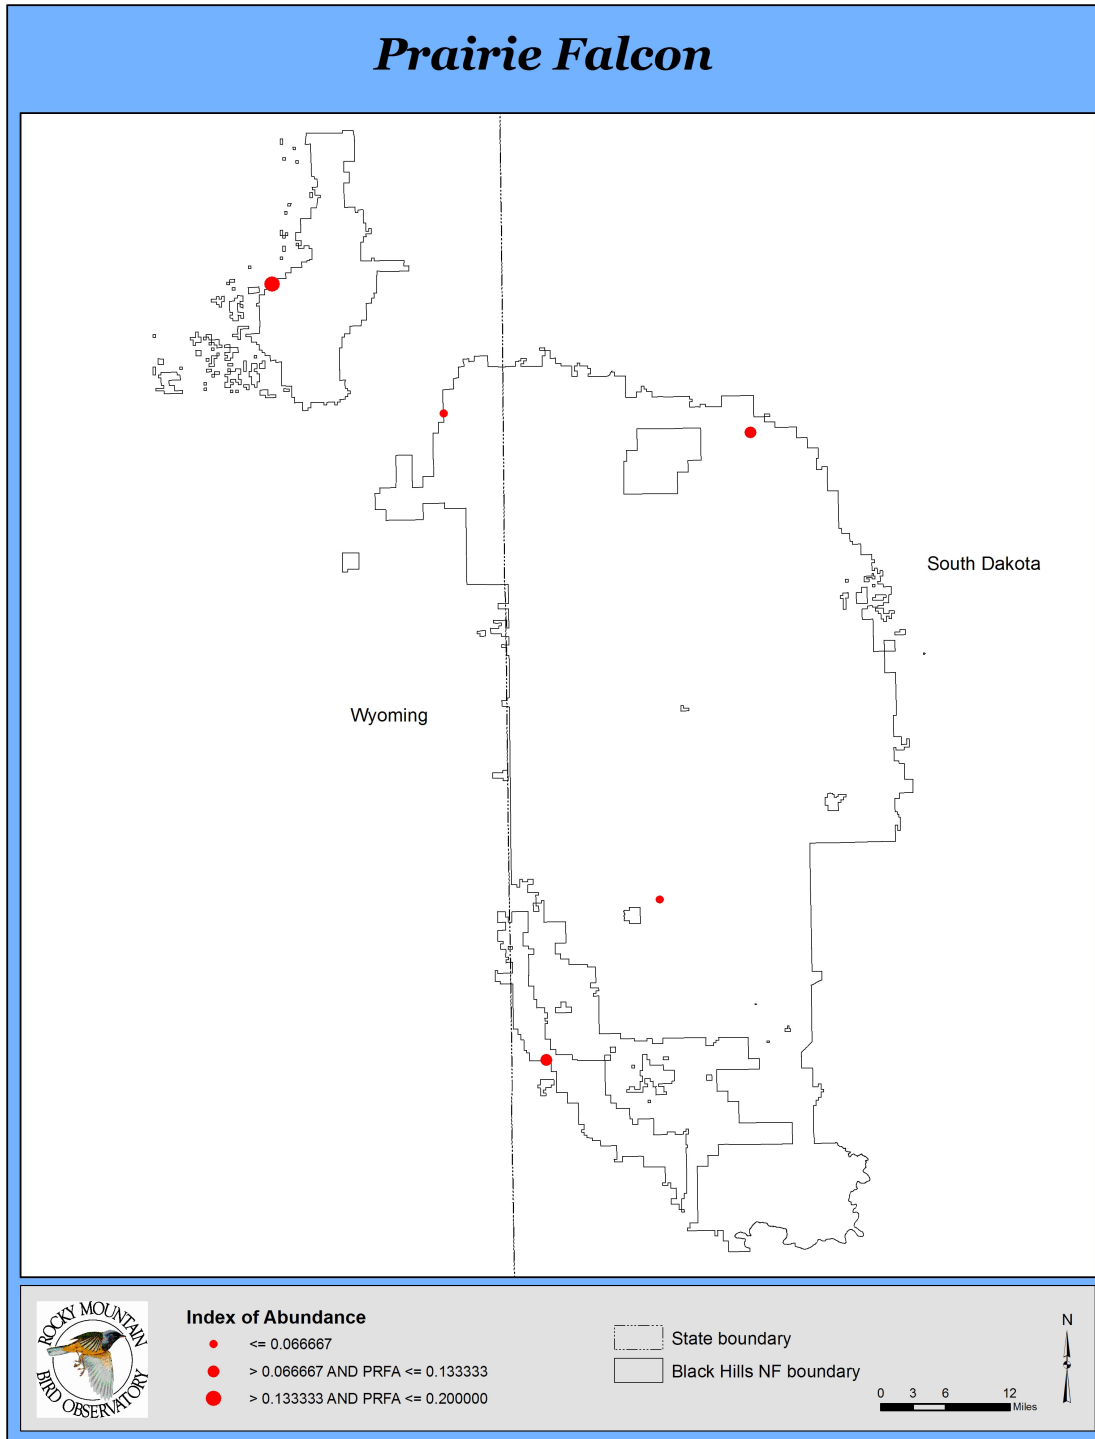 Prairie Falcon
South Dakota
Wyoming
ROCKY MOUNTAIN
BIRD OBSERVATORY
Index of Abundance
<= 0.066667
> 0.066667 AND PRFA <= 0.133333
> 0.133333 AND PRFA <= 0.200000
State boundary
Black Hills NF boundary
N
0 3 6 12
Miles